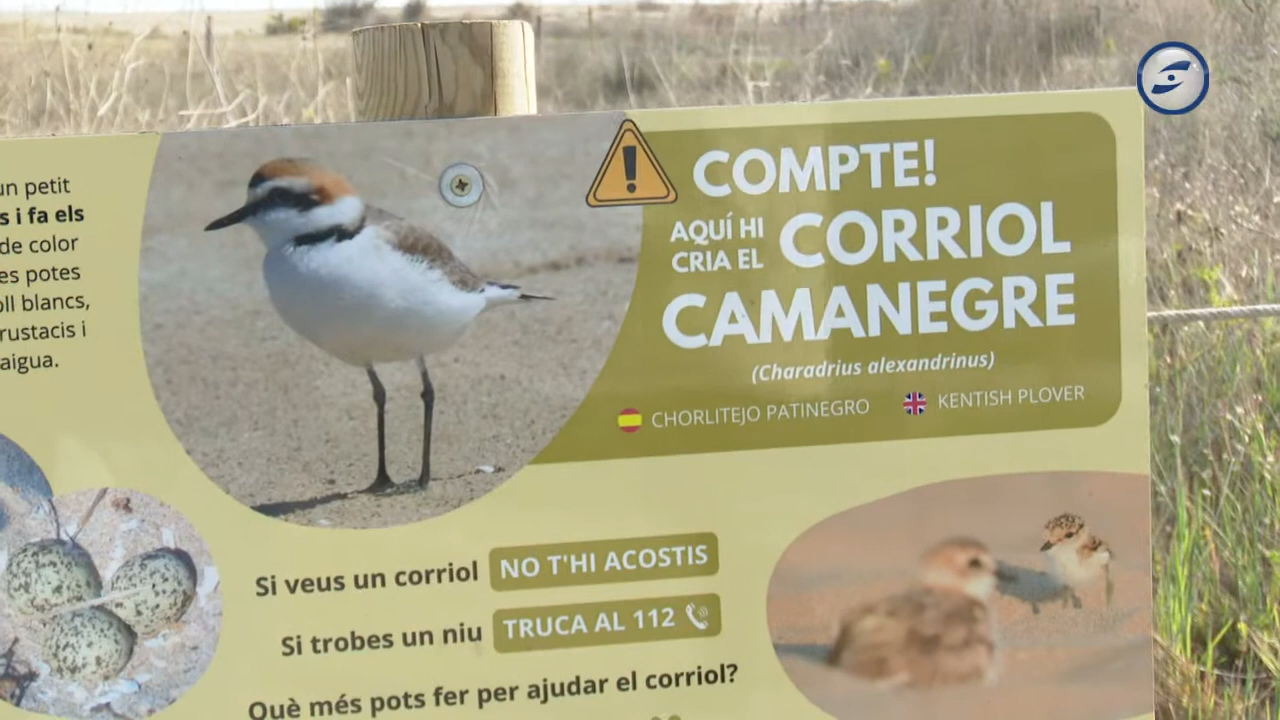 un petit
s i fa els
de color
es potes
oll blancs,
rustacis i
aigua.
COMPTE!
AQUÍ HI
CRIA EL
CORRIOL
CAMANEGRE
(Charadrius alexandrinus)
CHORLITEJO PATINEGRO
KENTISH PLOVER
Si veus un corriol NO T'HI ACOSTIS
Si trobes un niu TRUCA AL 112
Què més pots fer per ajudar el corriol?